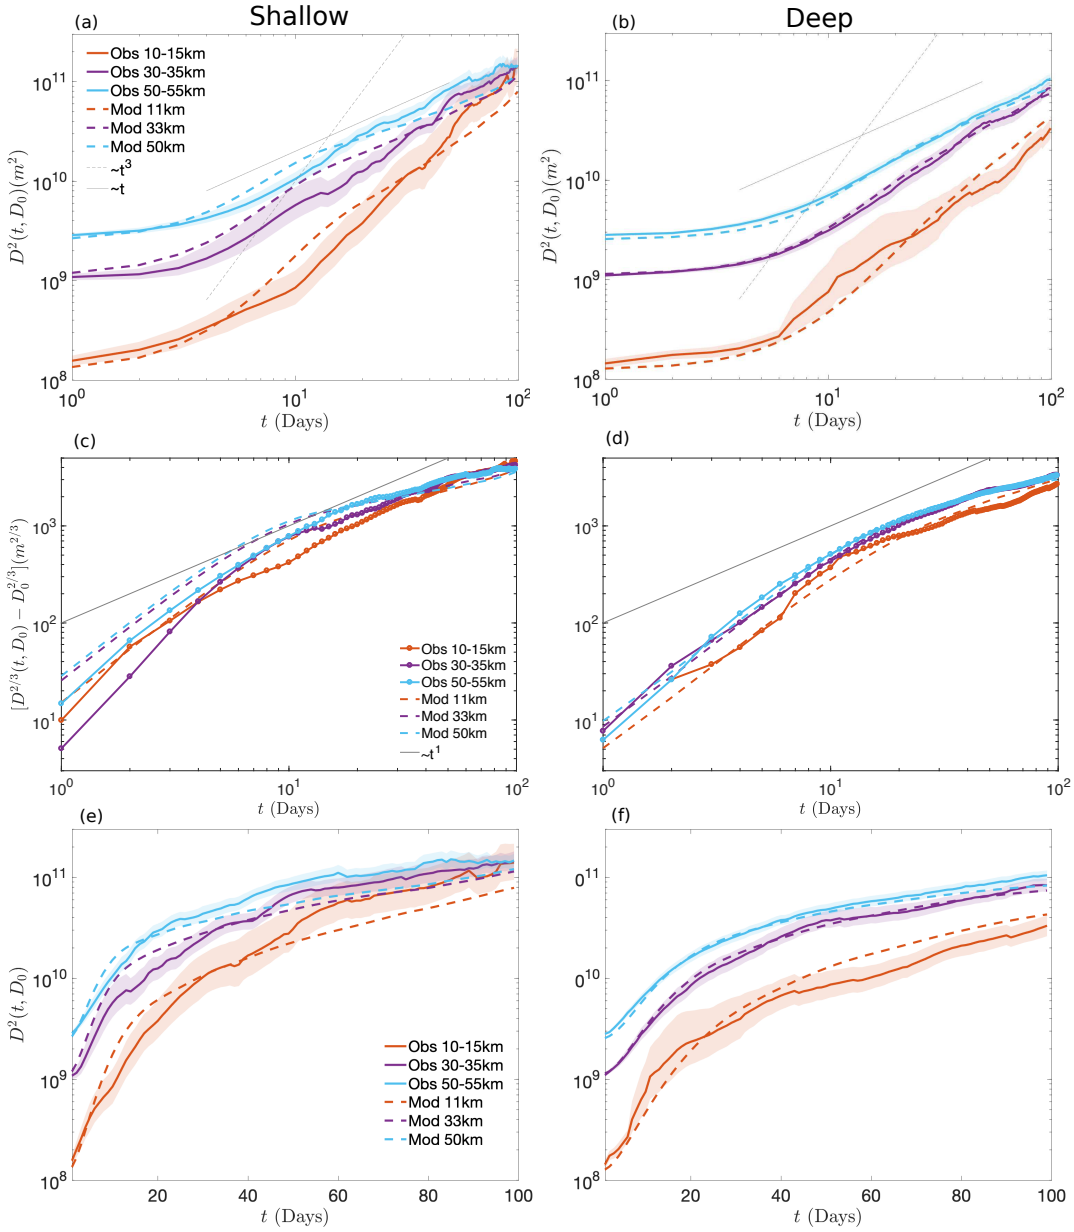 Shallow
Deep
(a)
(b)
Obs 10-15km
Obs 30-35km
Obs 50-55km
Mod 11km
Mod 33km
Mod 50km
~t³
~t
10¹¹
10¹⁰
10⁹
10⁸
D²(t, D₀)(m²)
10⁰
10¹
10²
t (Days)
10¹¹
10¹⁰
10⁹
10⁸
D²(t, D₀)(m²)
10⁰
10¹
10²
t (Days)
(c)
(d)
10³
10²
10¹
[D^{2/3}(t, D₀) − D₀^{2/3}](m^{2/3})
Obs 10-15km
Obs 30-35km
Obs 50-55km
Mod 11km
Mod 33km
Mod 50km
~t¹
10⁰
10¹
10²
t (Days)
10³
10²
10¹
10⁰
10¹
10²
t (Days)
(e)
(f)
0¹¹
10¹⁰
10⁹
10⁸
D²(t, D₀)
Obs 10-15km
Obs 30-35km
Obs 50-55km
Mod 11km
Mod 33km
Mod 50km
20
40
60
80
100
t (Days)
0¹¹
0¹⁰
10⁹
10⁸
20
40
60
80
100
t (Days)